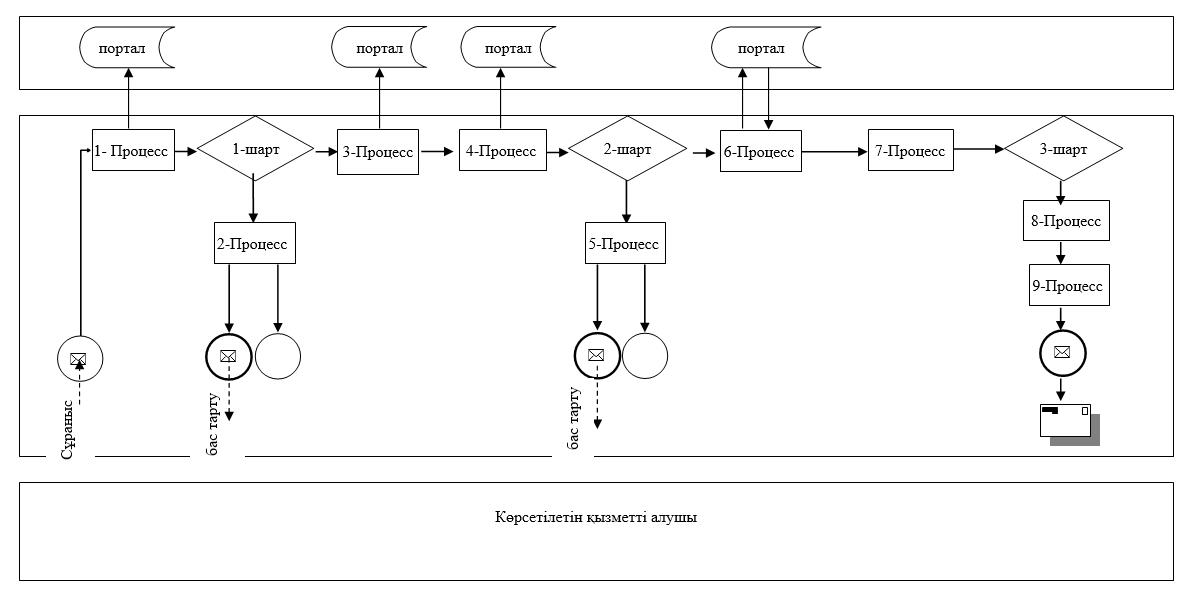 портал
портал
портал
портал
1- Процесс
1-шарт
3-Процесс
4-Процесс
2-шарт
6-Процесс
7-Процесс
3-шарт
2-Процесс
5-Процесс
8-Процесс
9-Процесс
Сұраныс
бас тарту
бас тарту
Көрсетілетін қызметті алушы